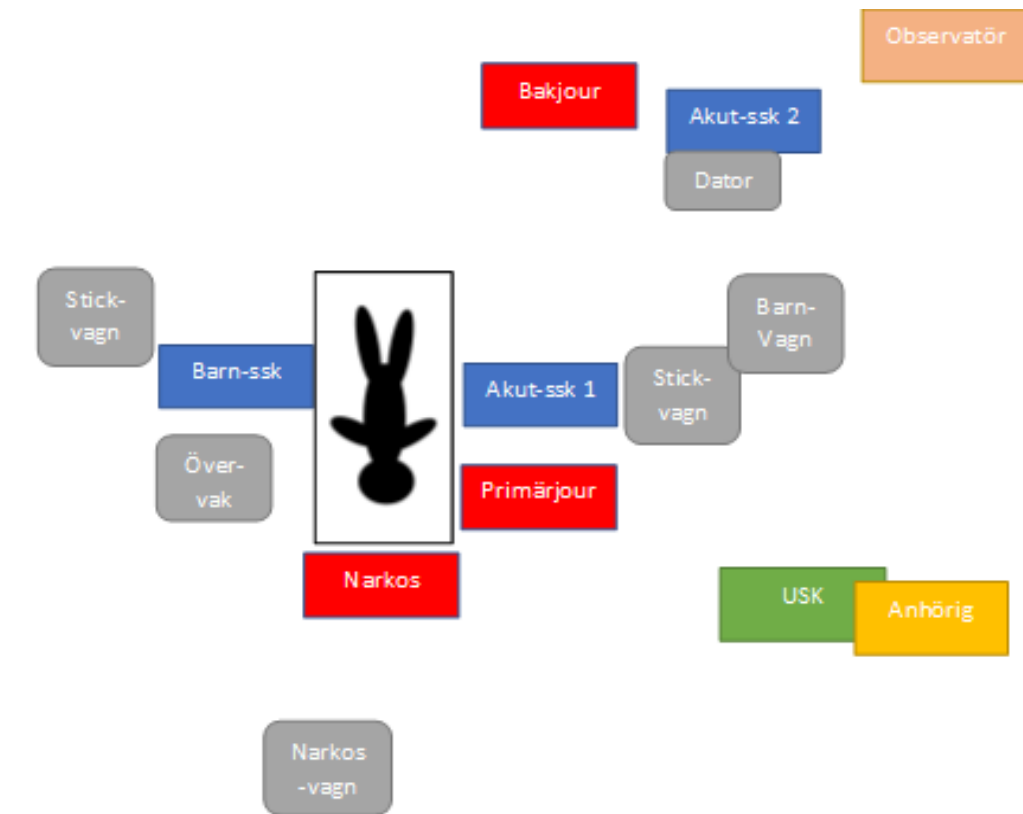 Observatör
Bakjour
Akut-ssk 2
Dator
Stick-
vagn
Barn-
Vagn
Barn-ssk
Akut-ssk 1
Stick-
vagn
Över-
vak
Primärjour
Narkos
USK
Anhörig
Narkos
-vagn